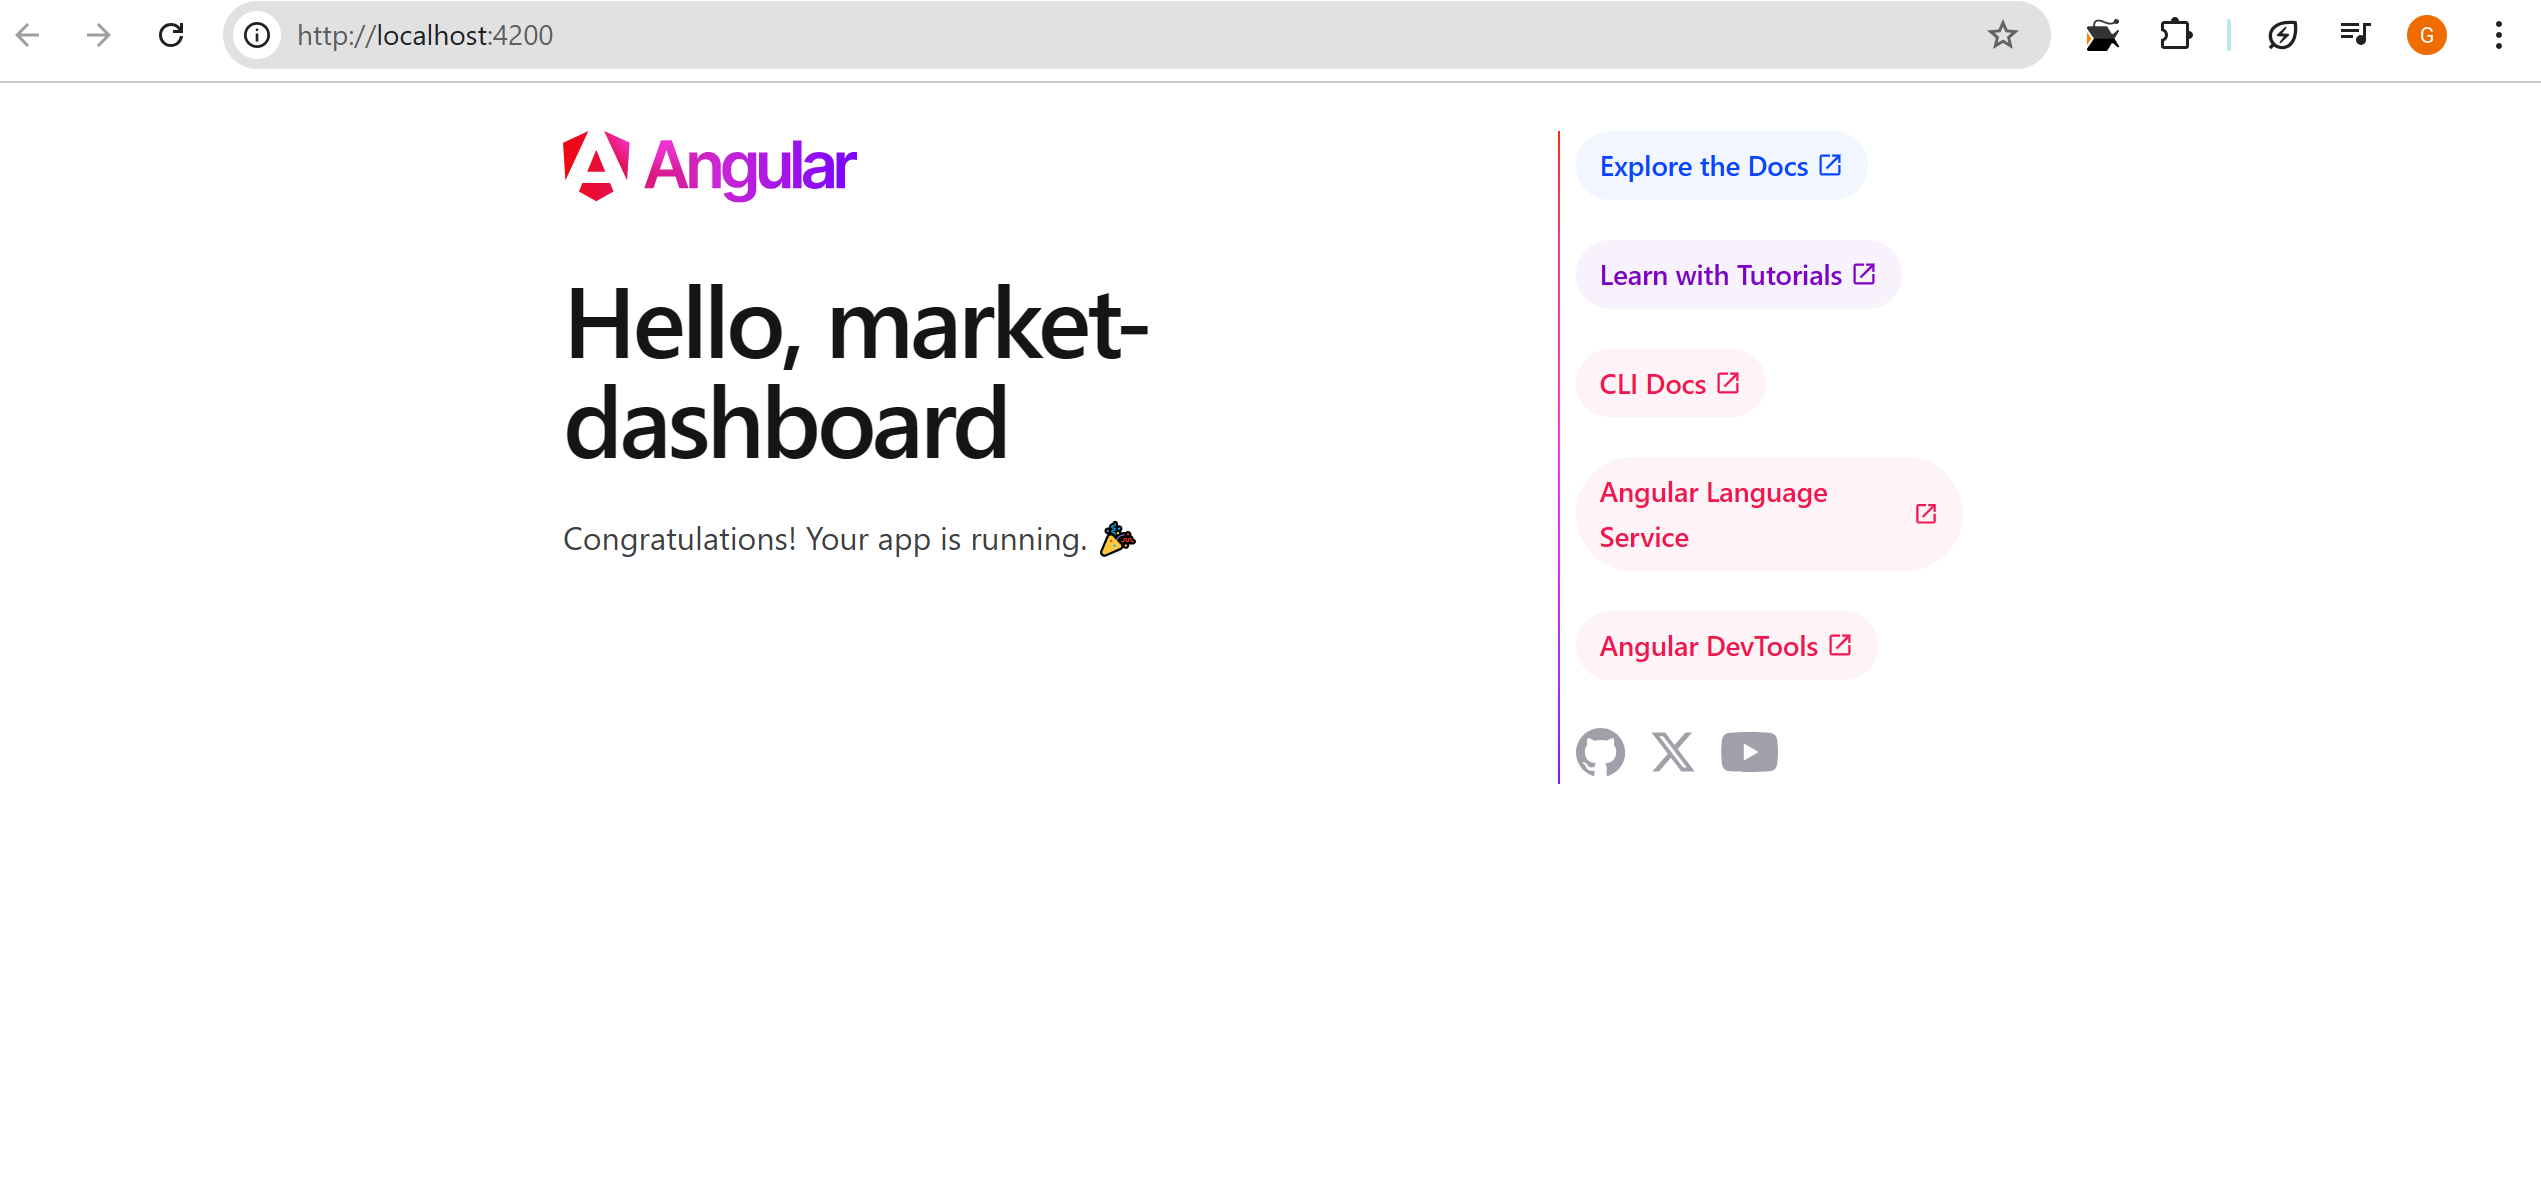 http://localhost:4200
G
Angular
Hello, market-
dashboard
Congratulations! Your app is running. 🎉
Explore the Docs
Learn with Tutorials
CLI Docs
Angular Language
Service
Angular DevTools